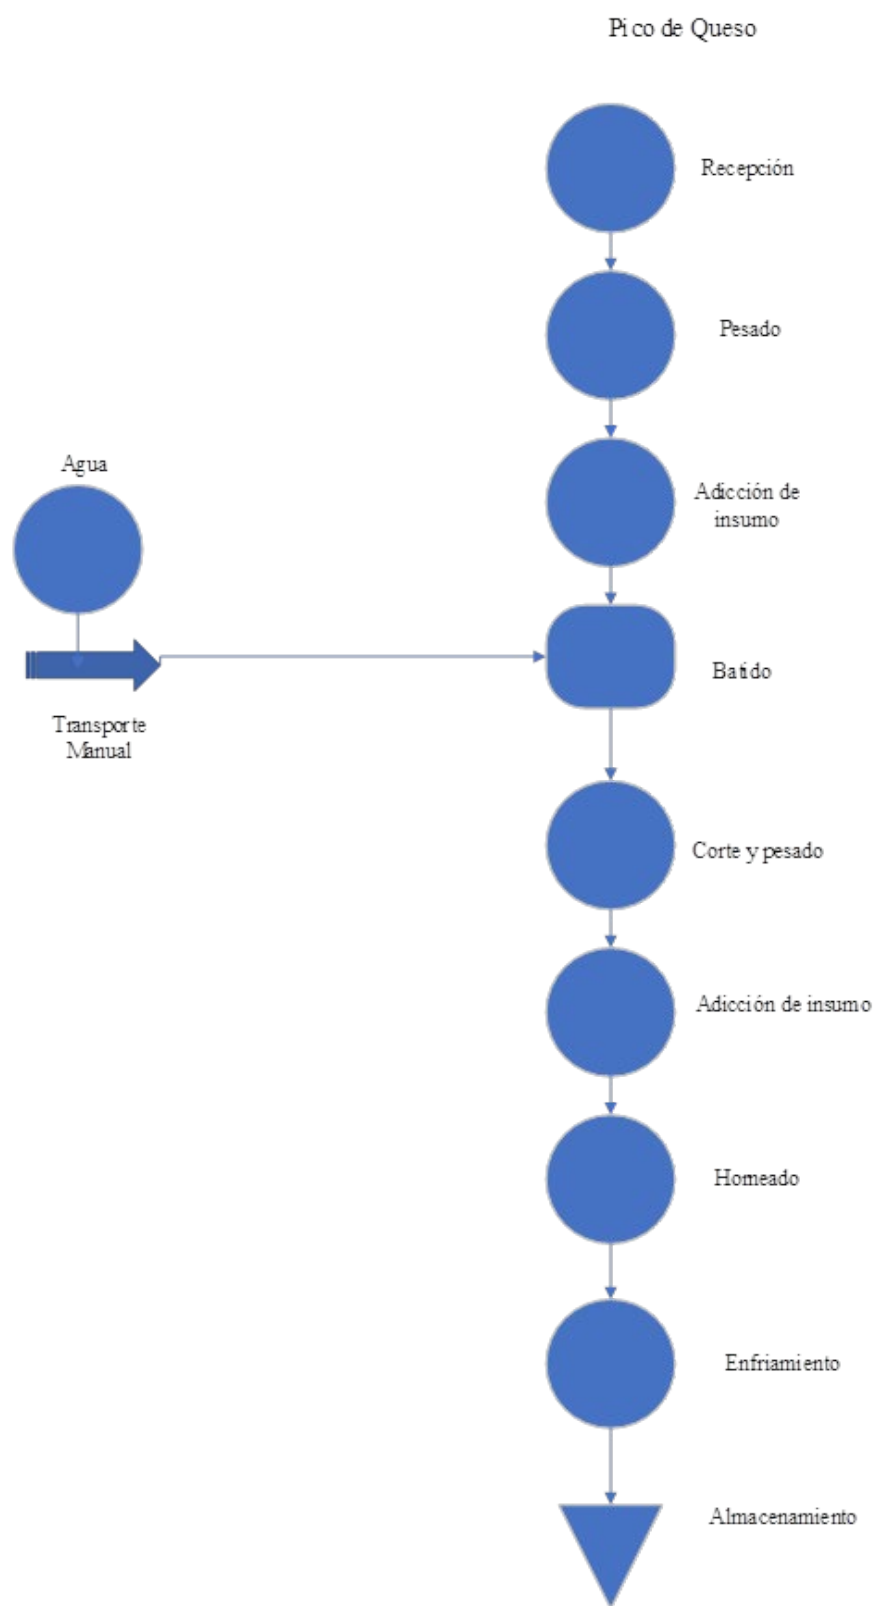 Pico de Queso
Recepción
Pesado
Agua
Adicción de
insumo
Batido
Transporte
Manual
Corte y pesado
Adicción de insumo
Horneado
Enfriamiento
Almacenamiento